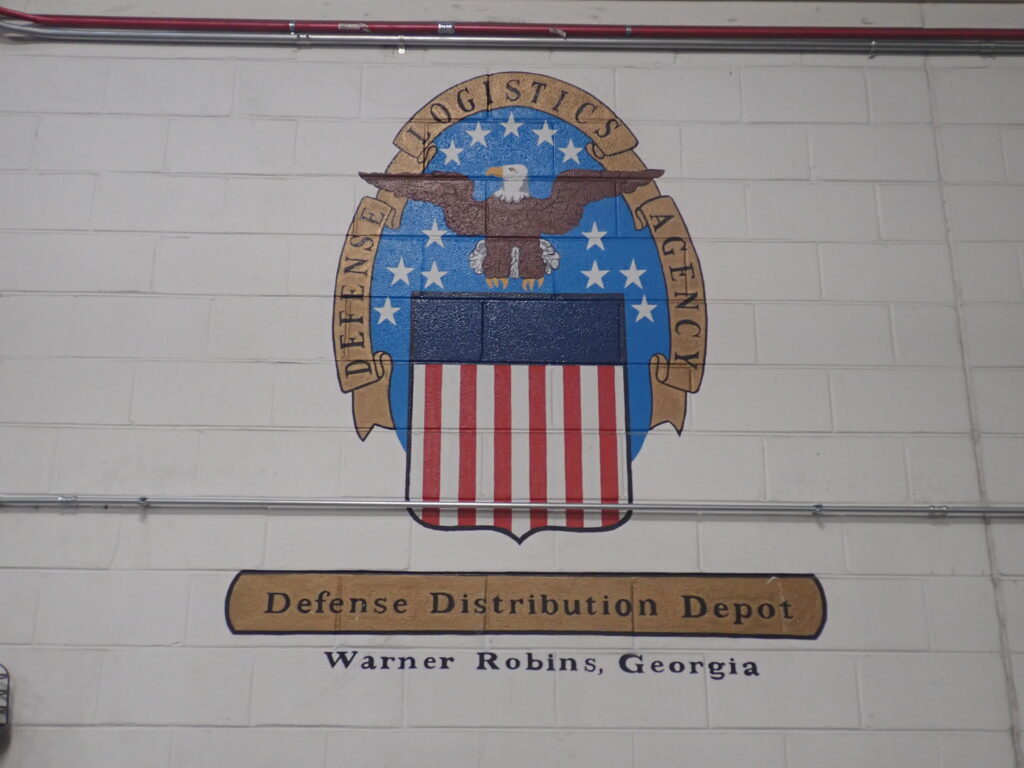 DEFENSE LOGISTICS AGENCY
Defense Distribution Depot
Warner Robins, Georgia